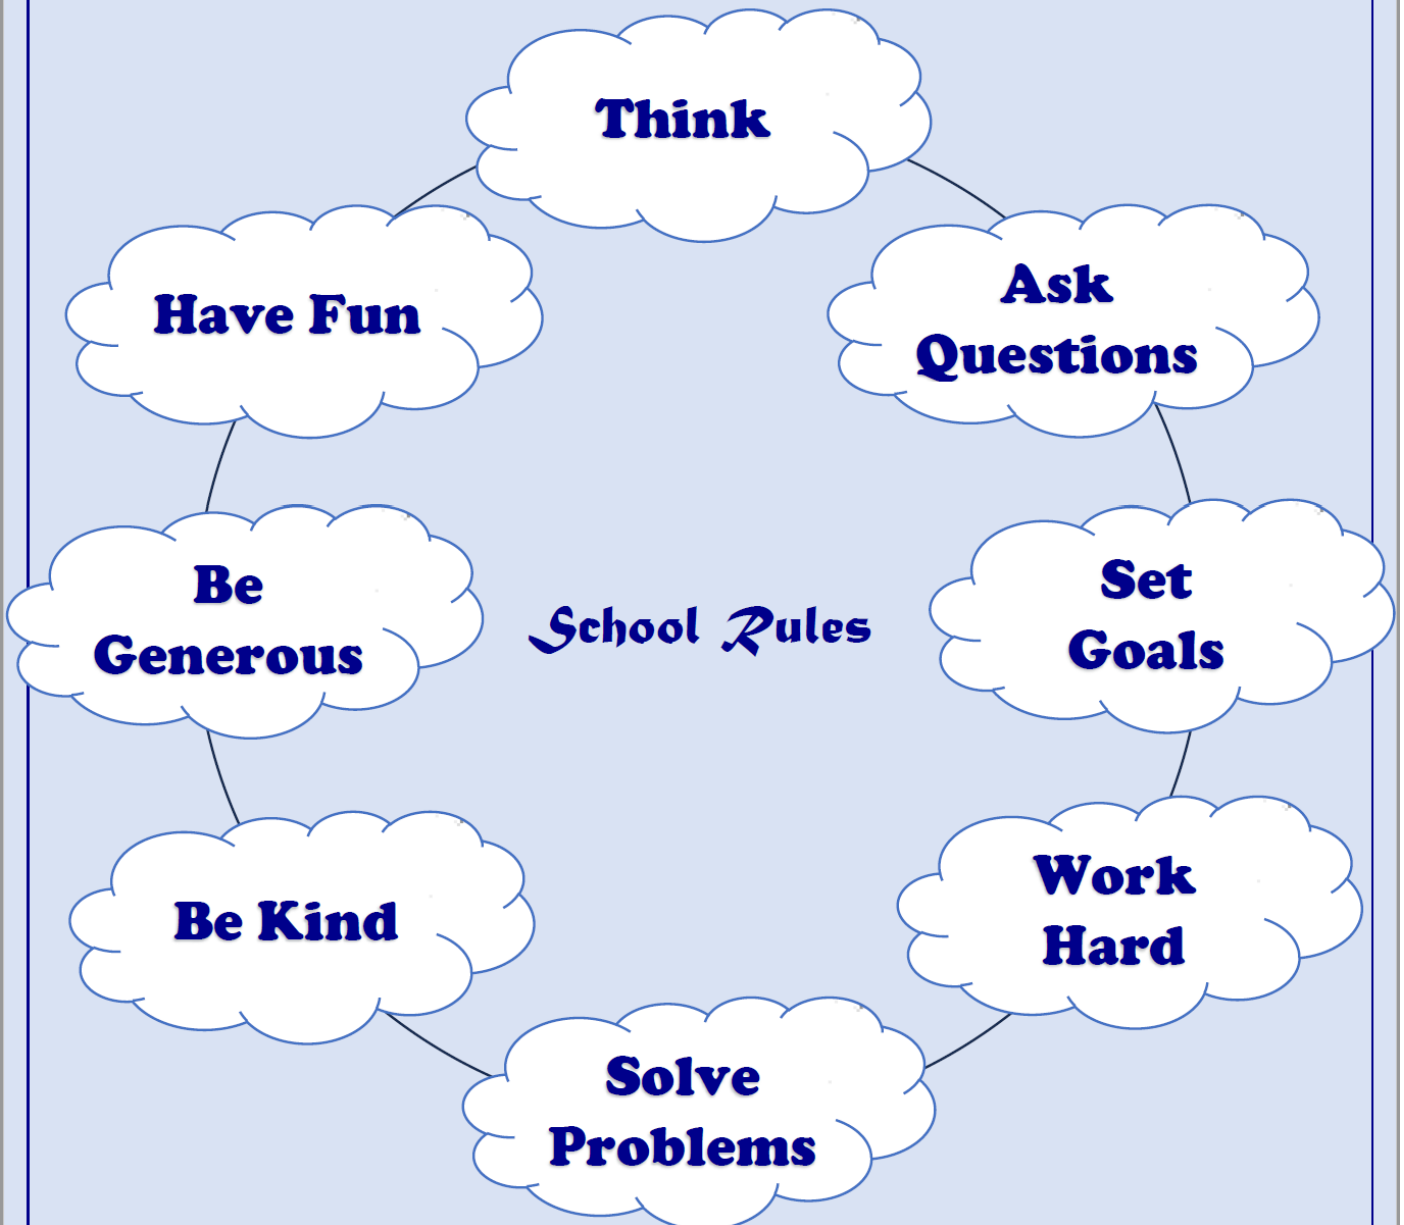 Think
Ask
Questions
Set
Goals
Work
Hard
Solve
Problems
Be Kind
Be
Generous
Have Fun
School Rules